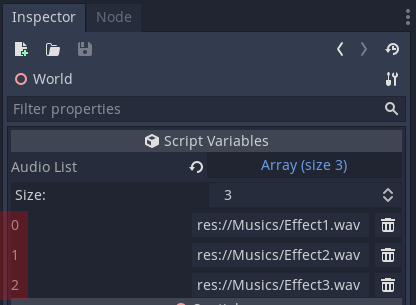 Inspector Node
World
Filter properties
Script Variables
Audio List Array (size 3)
Size: 3
0 res://Musics/Effect1.wav
1 res://Musics/Effect2.wav
2 res://Musics/Effect3.wav